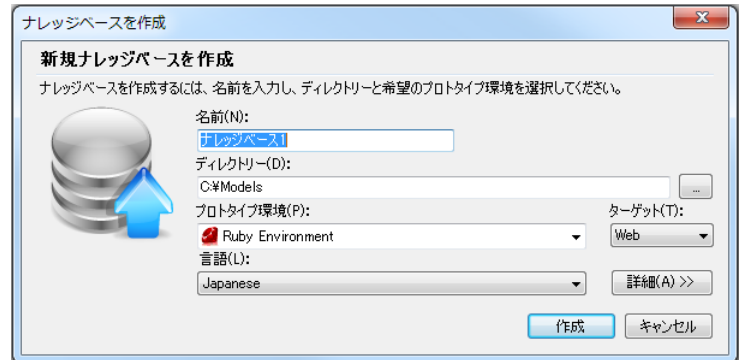 ナレッジベースを作成
新規ナレッジベースを作成
ナレッジベースを作成するには、名前を入力し、ディレクトリーと希望のプロトタイプ環境を選択してください。
名前(N):
ナレッジベース1
ディレクトリー(D):
C:¥Models
...
プロトタイプ環境(P):
ターゲット(T):
Ruby Environment
Web
言語(L):
Japanese
詳細(A) >>
作成
キャンセル